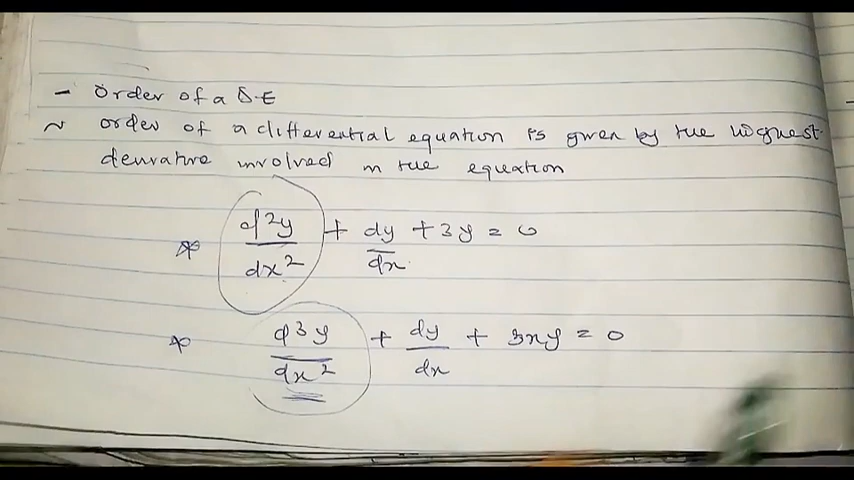 - Order of a DE
~ order of a differential equation is given by the highest
derivative involved in the equation
* d²y/dx² + dy/dx + 3y = 0
* d³y/dx² + dy/dx + 3xy = 0